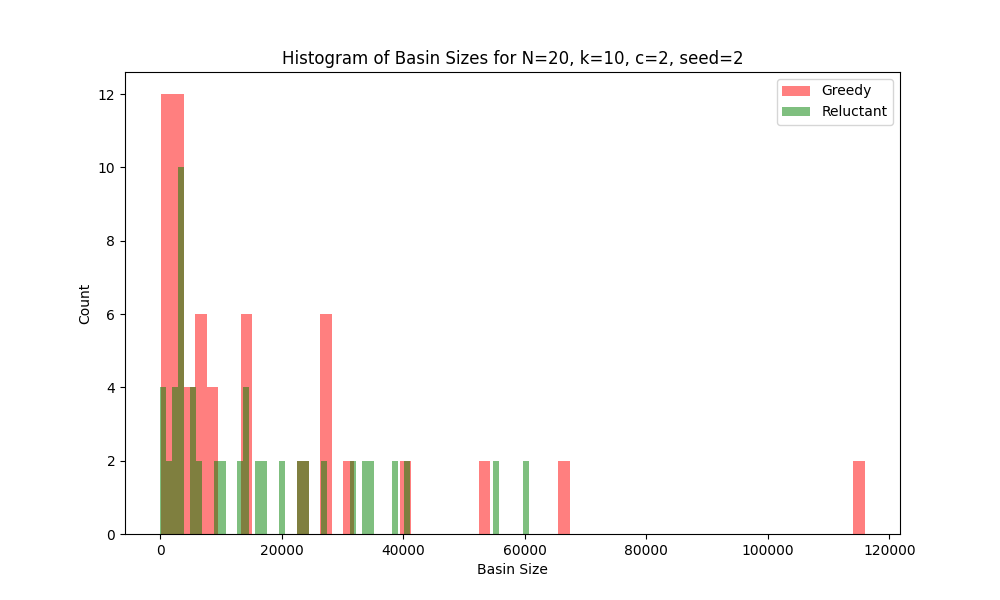 Histogram of Basin Sizes for N=20, k=10, c=2, seed=2
Greedy
Reluctant
Count
12
10
8
6
4
2
0
0 20000 40000 60000 80000 100000 120000
Basin Size